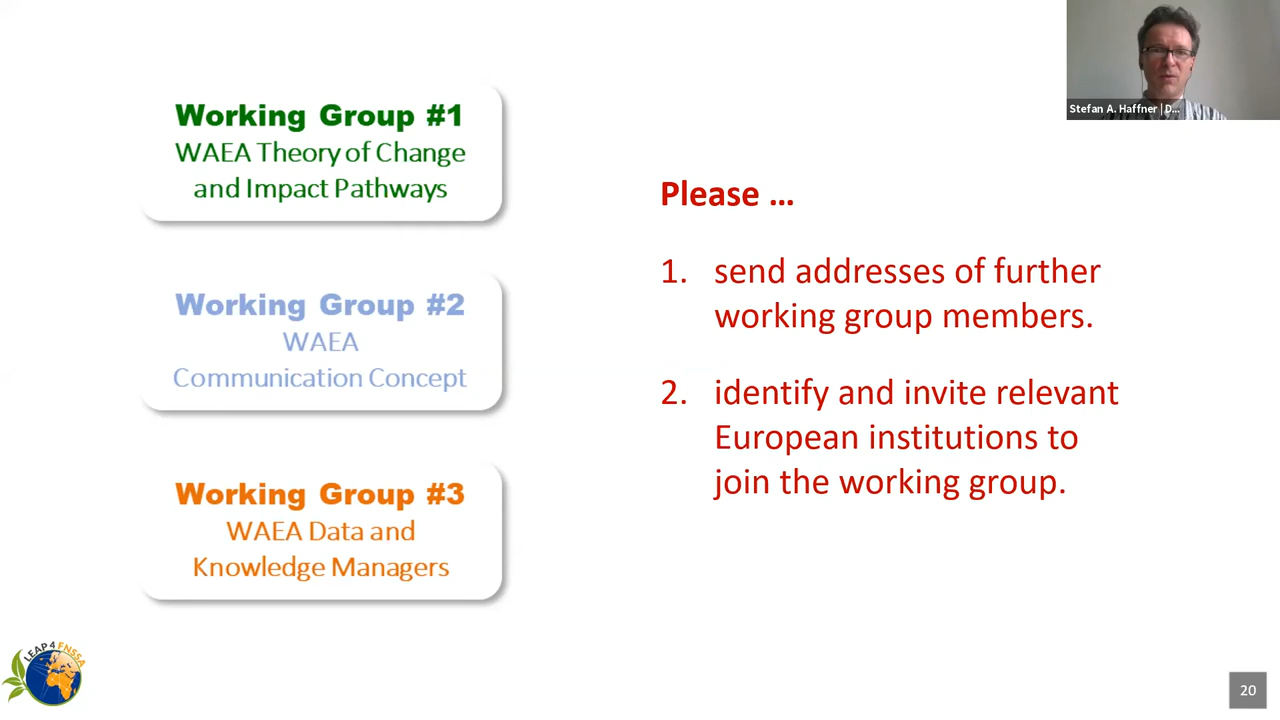 Working Group #1
WAEA Theory of Change
and Impact Pathways
Working Group #2
WAEA
Communication Concept
Working Group #3
WAEA Data and
Knowledge Managers
Please ...
1. send addresses of further
working group members.
2. identify and invite relevant
European institutions to
join the working group.
Stefan A. Haffner | D...
LEAP4FNSSA
20